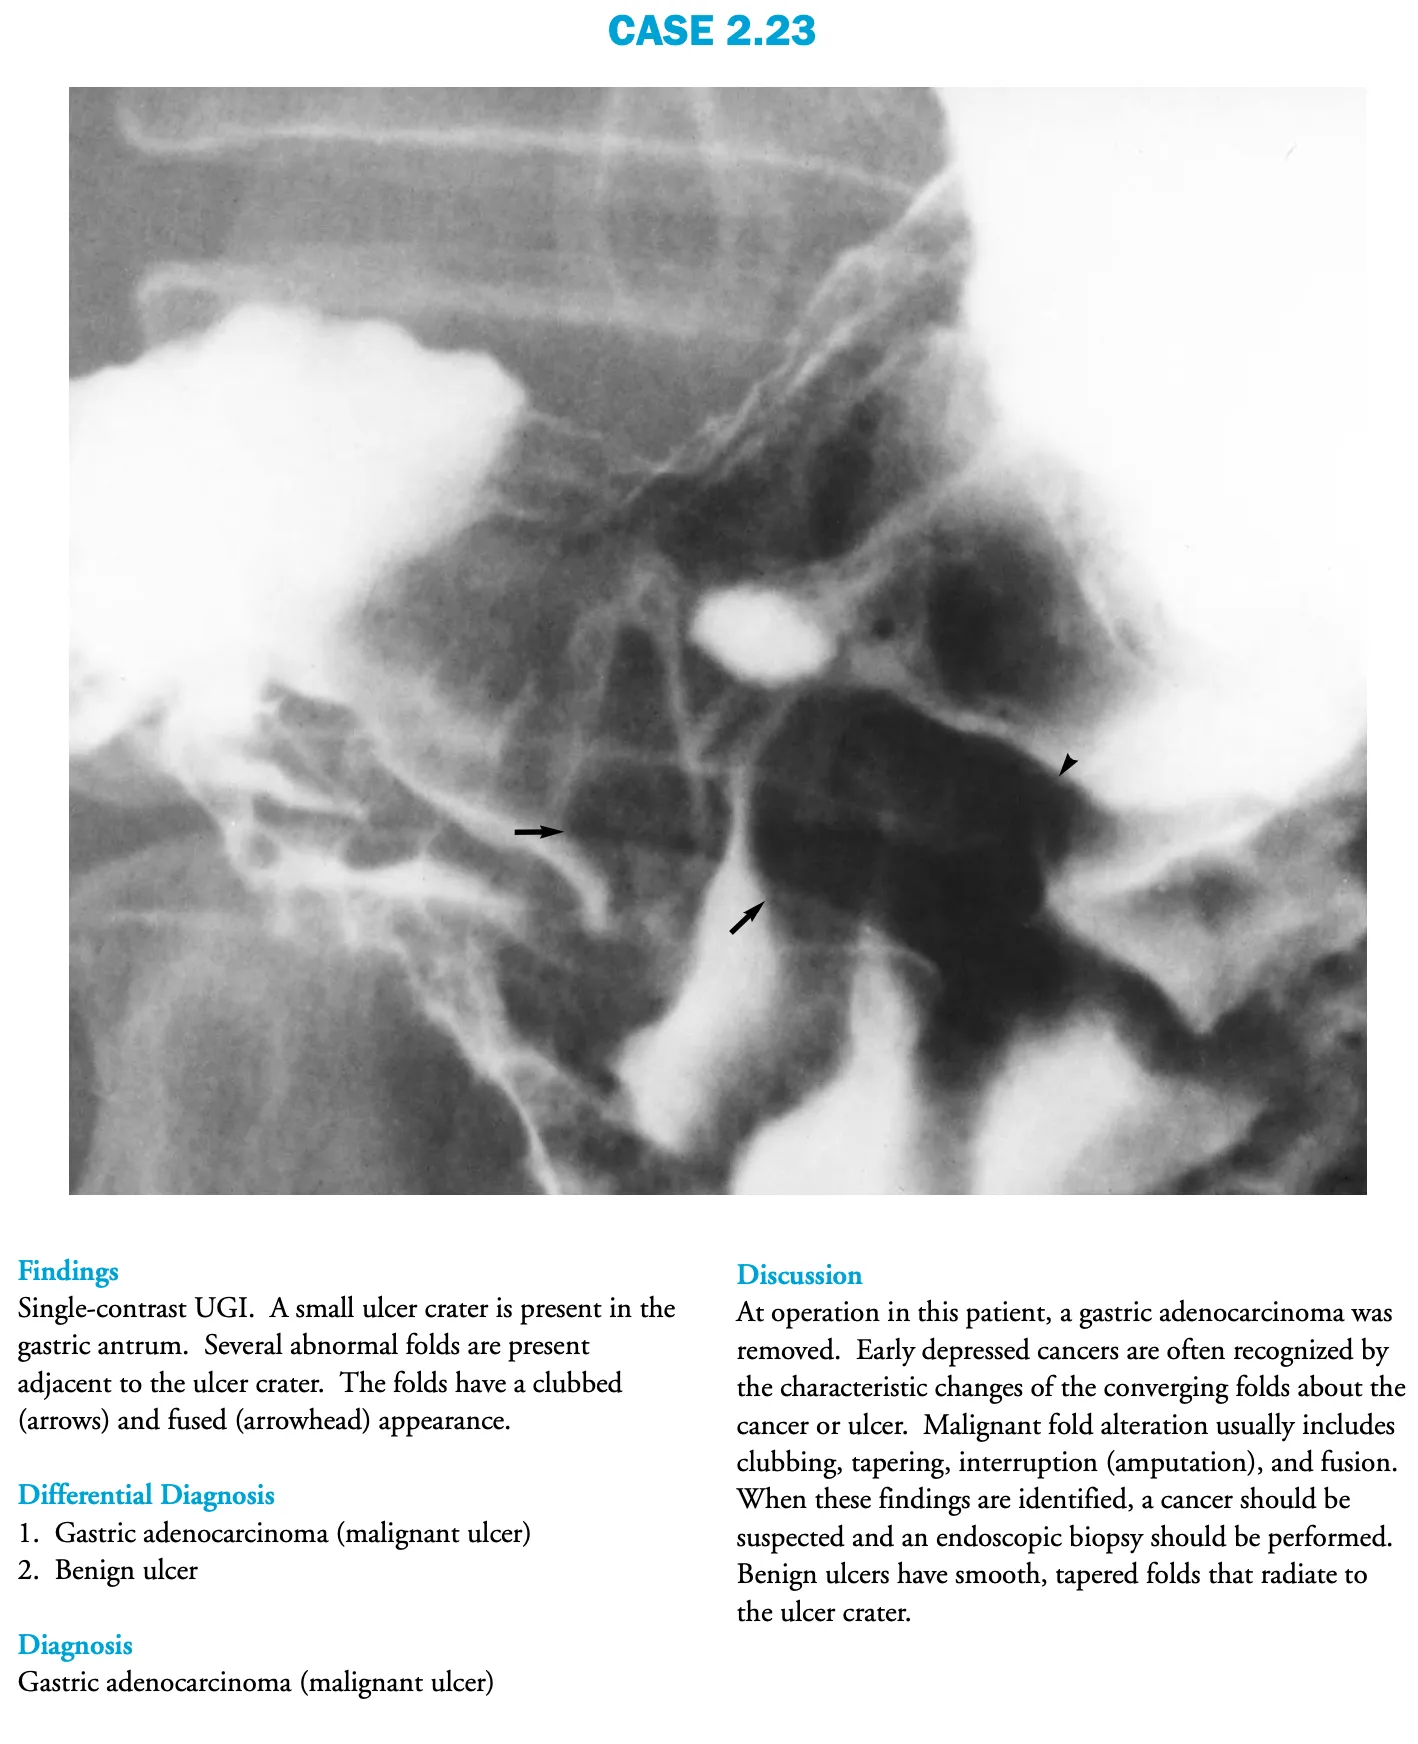 CASE 2.23
Findings
Single-contrast UGI. A small ulcer crater is present in the
gastric antrum. Several abnormal folds are present
adjacent to the ulcer crater. The folds have a clubbed
(arrows) and fused (arrowhead) appearance.
Differential Diagnosis
1. Gastric adenocarcinoma (malignant ulcer)
2. Benign ulcer
Diagnosis
Gastric adenocarcinoma (malignant ulcer)
Discussion
At operation in this patient, a gastric adenocarcinoma was
removed. Early depressed cancers are often recognized by
the characteristic changes of the converging folds about the
cancer or ulcer. Malignant fold alteration usually includes
clubbing, tapering, interruption (amputation), and fusion.
When these findings are identified, a cancer should be
suspected and an endoscopic biopsy should be performed.
Benign ulcers have smooth, tapered folds that radiate to
the ulcer crater.